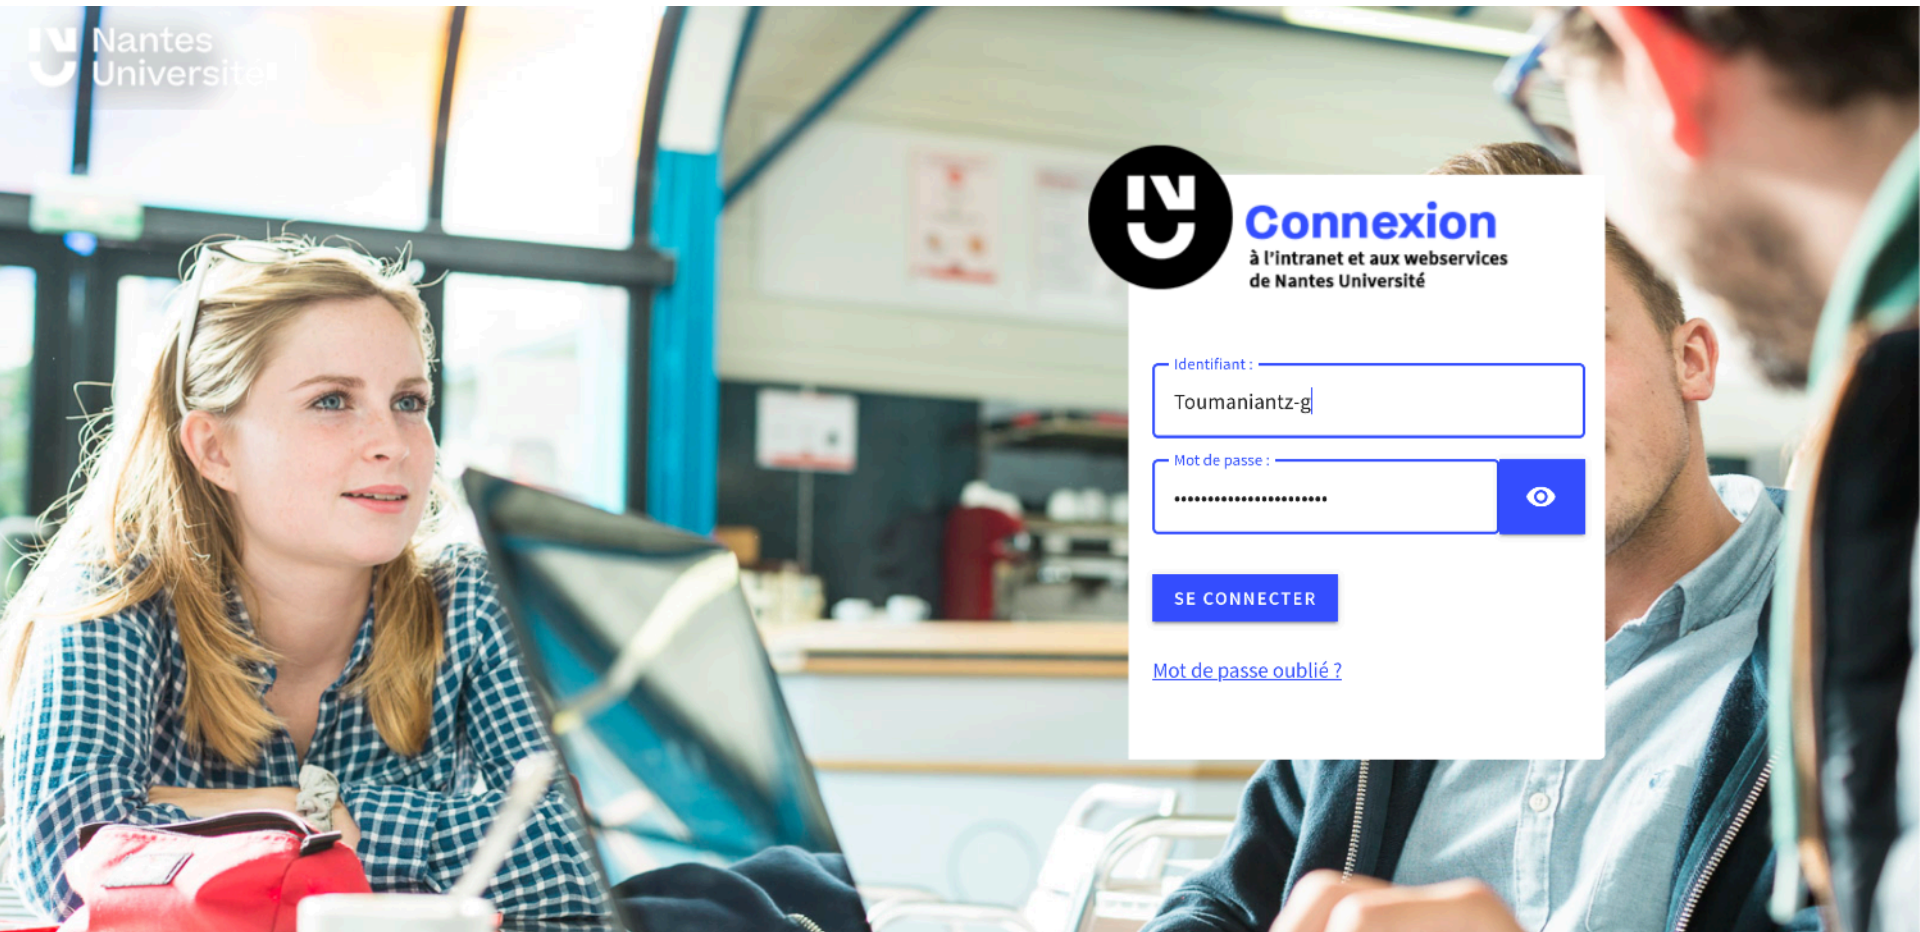 Nantes
Université
Connexion
à l'intranet et aux webservices
de Nantes Université
Identifiant :
Toumaniantz-g
Mot de passe :
•••••••••••••••••••••••
SE CONNECTER
Mot de passe oublié ?